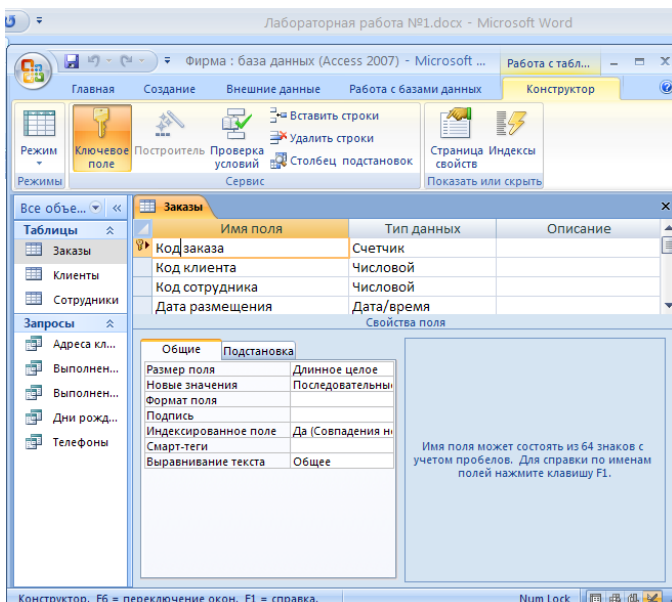 Лабораторная работа №1.docx - Microsoft Word
Фирма : база данных (Access 2007) - Microsoft ...
Работа с табл...
Главная
Создание
Внешние данные
Работа с базами данных
Конструктор
Режим
Режимы
Ключевое поле
Построитель
Проверка условий
Вставить строки
Удалить строки
Столбец подстановок
Сервис
Страница свойств
Индексы
Показать или скрыть
Все объе...
Таблицы
Заказы
Клиенты
Сотрудники
Запросы
Адреса кл...
Выполнен...
Выполнен...
Дни рожд...
Телефоны
Заказы
Имя поля Тип данных Описание
Код заказа Счетчик
Код клиента Числовой
Код сотрудника Числовой
Дата размещения Дата/время
Свойства поля
Общие Подстановка
Размер поля Длинное целое
Новые значения Последовательны
Формат поля
Подпись
Индексированное поле Да (Совпадения н
Смарт-теги
Выравнивание текста Общее
Имя поля может состоять из 64 знаков с
учетом пробелов. Для справки по именам
полей нажмите клавишу F1.
Конструктор. F6 = переключение окон. F1 = справка.
Num Lock